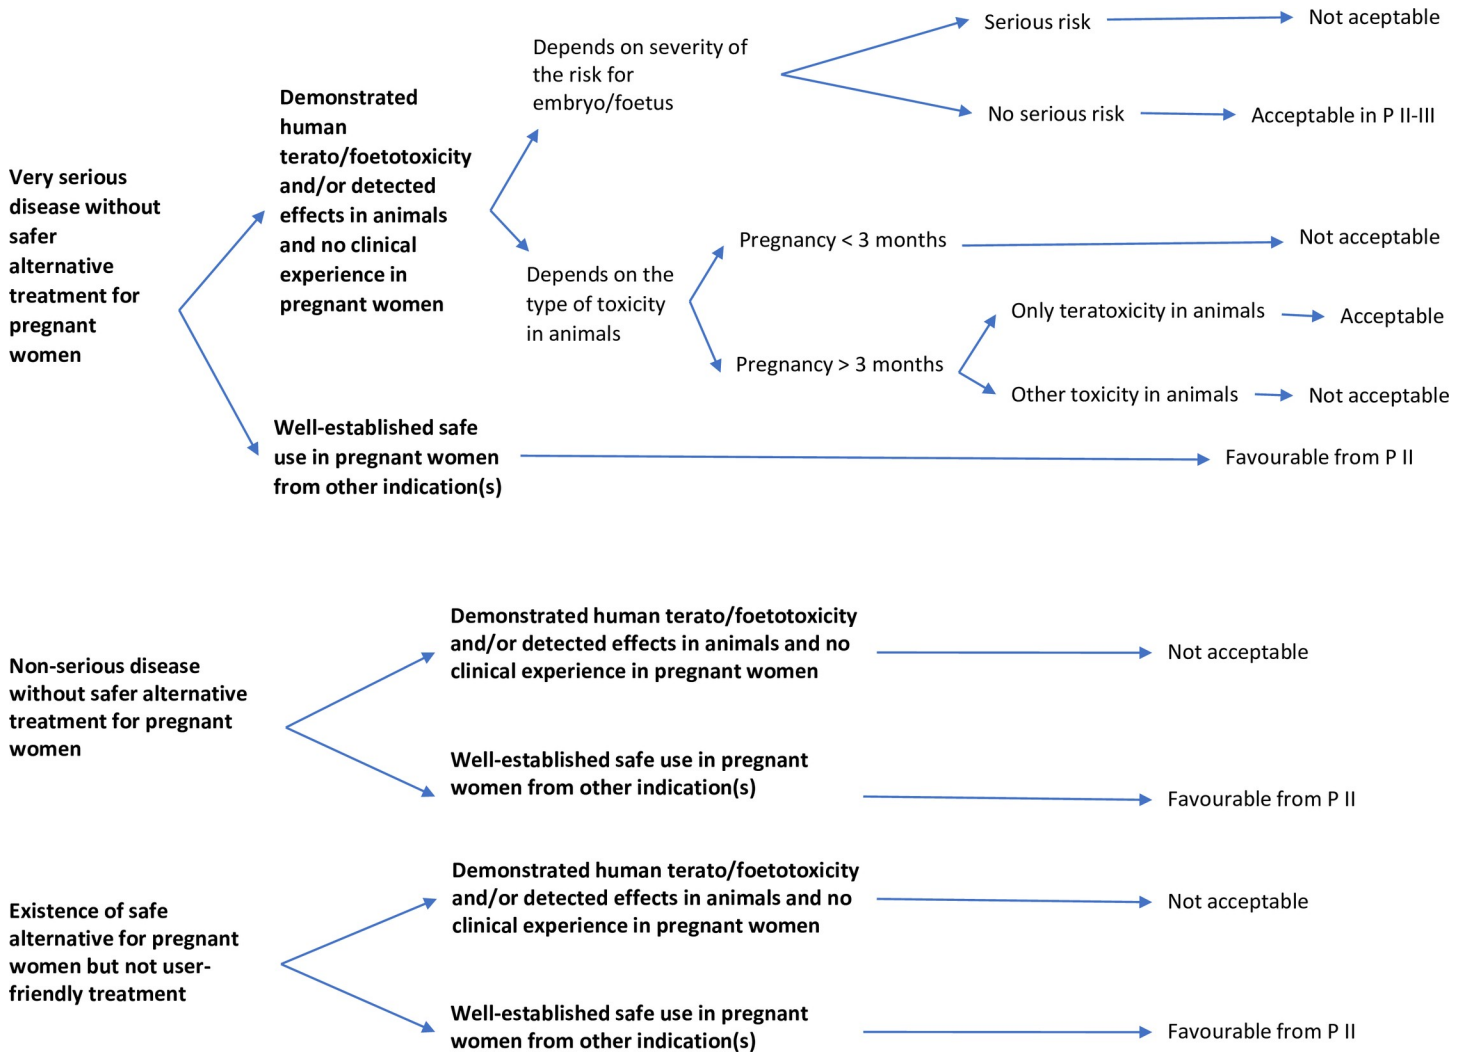 Very serious
disease without
safer
alternative
treatment for
pregnant
women
Demonstrated
human
terato/foetotoxicity
and/or detected
effects in animals
and no clinical
experience in
pregnant women
Depends on severity of
the risk for
embryo/foetus
Serious risk
Not aceptable
No serious risk
Acceptable in P II-III
Depends on the
type of toxicity
in animals
Pregnancy < 3 months
Not acceptable
Pregnancy > 3 months
Only teratoxicity in animals
Acceptable
Other toxicity in animals
Not acceptable
Well-established safe
use in pregnant women
from other indication(s)
Favourable from P II
Non-serious disease
without safer alternative
treatment for pregnant
women
Demonstrated human terato/foetotoxicity
and/or detected effects in animals and no
clinical experience in pregnant women
Not acceptable
Well-established safe use in pregnant
women from other indication(s)
Favourable from P II
Existence of safe
alternative for pregnant
women but not user-
friendly treatment
Demonstrated human terato/foetotoxicity
and/or detected effects in animals and no
clinical experience in pregnant women
Not acceptable
Well-established safe use in pregnant
women from other indication(s)
Favourable from P II